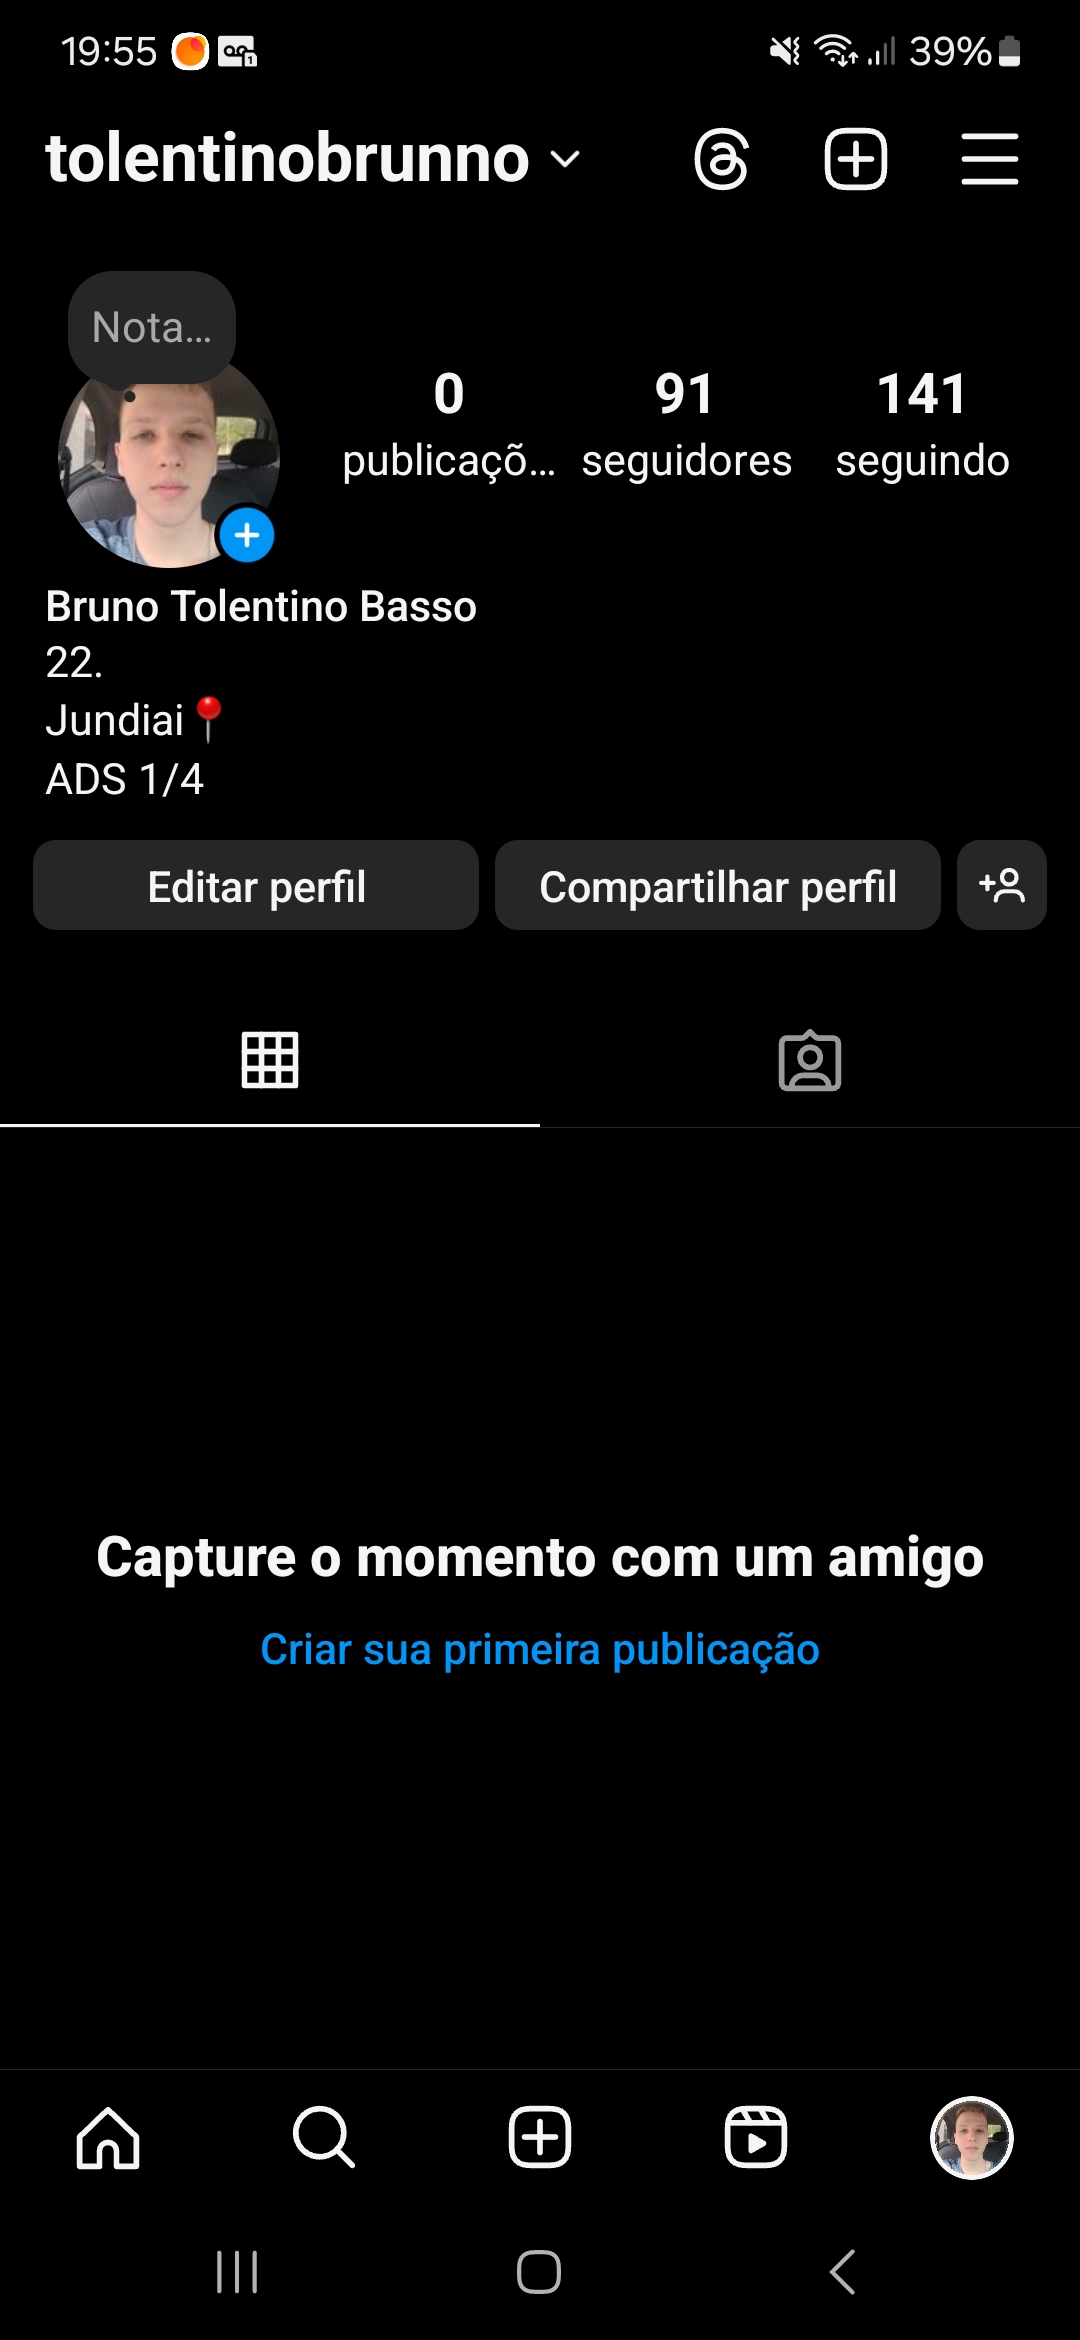 19:55
39%
tolentinobrunno
Nota...
0 91 141
publicaçõ... seguidores seguindo
Bruno Tolentino Basso
22.
Jundiai📍
ADS 1/4
Editar perfil Compartilhar perfil
Capture o momento com um amigo
Criar sua primeira publicação